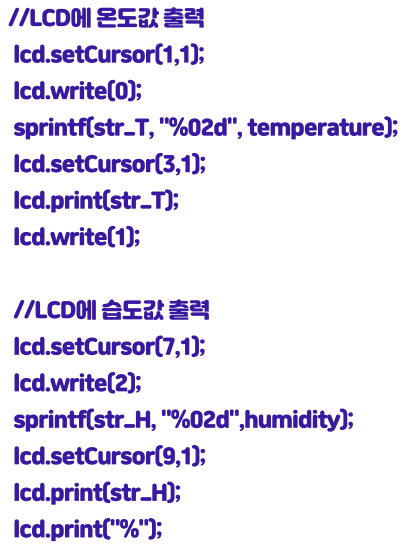 //LCD에 온도값 출력
lcd.setCursor(1,1);
lcd.write(0);
sprintf(str_T, "%02d", temperature);
lcd.setCursor(3,1);
lcd.print(str_T);
lcd.write(1);
//LCD에 습도값 출력
lcd.setCursor(7,1);
lcd.write(2);
sprintf(str_H, "%02d",humidity);
lcd.setCursor(9,1);
lcd.print(str_H);
lcd.print("%");